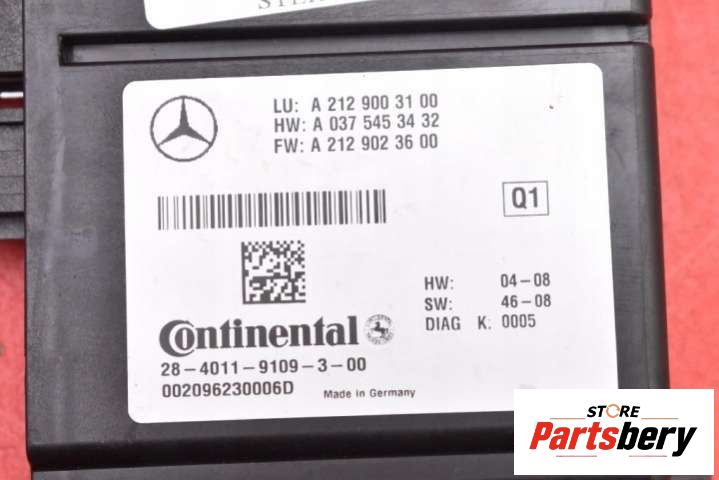 LU: A 212 900 31 00
HW: A 037 545 34 32
FW: A 212 902 36 00
Q1
HW: 04-08
SW: 46-08
DIAG K: 0005
Continental
28-4011-9109-3-00
002096230006D Made in Germany
STORE
Partsbery